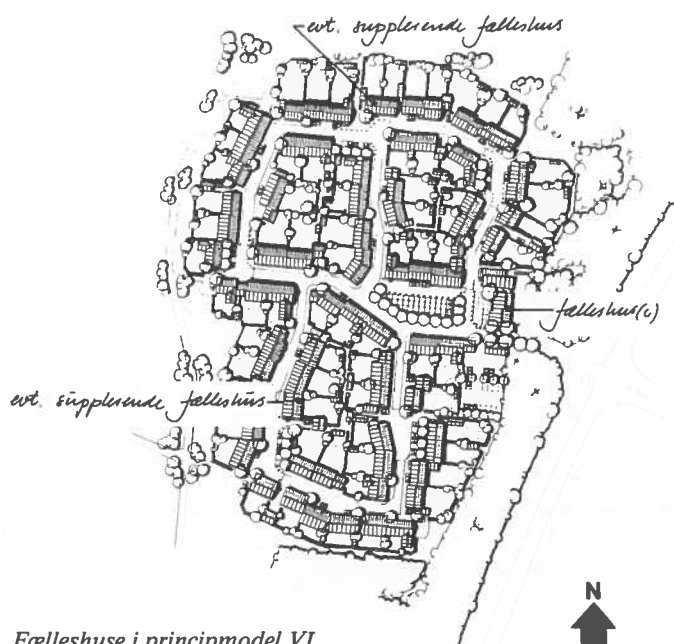 evt. supplerende fælleshus
fælleshus(e)
evt. supplerende fælleshus
N
Fælleshuse i principmodel VI